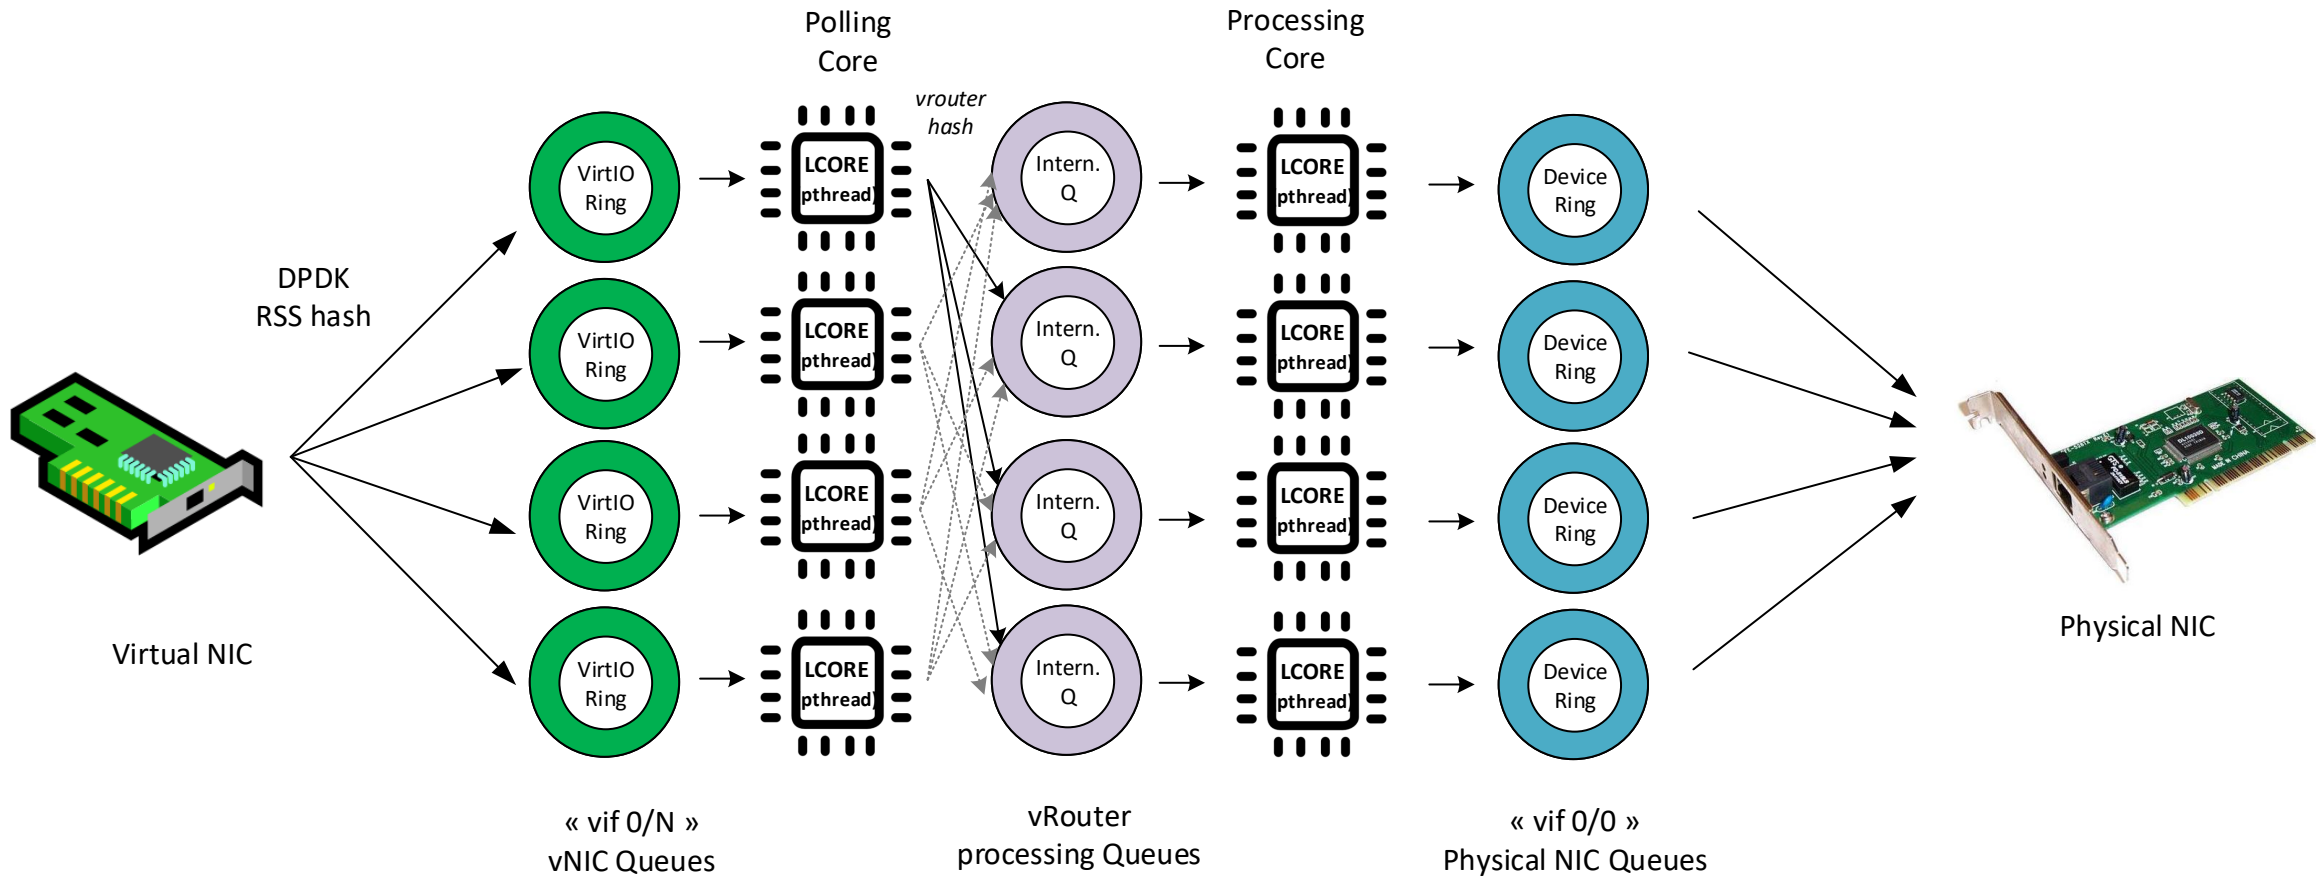 Polling
Core
Processing
Core
vrouter
hash
DPDK
RSS hash
VirtIO
Ring
LCORE
pthread)
Intern.
Q
LCORE
pthread)
Device
Ring
VirtIO
Ring
LCORE
pthread)
Intern.
Q
LCORE
pthread)
Device
Ring
VirtIO
Ring
LCORE
pthread)
Intern.
Q
LCORE
pthread)
Device
Ring
VirtIO
Ring
LCORE
pthread)
Intern.
Q
LCORE
pthread)
Device
Ring
Virtual NIC
Physical NIC
« vif 0/N »
vNIC Queues
vRouter
processing Queues
« vif 0/0 »
Physical NIC Queues
MADE IN CHINA